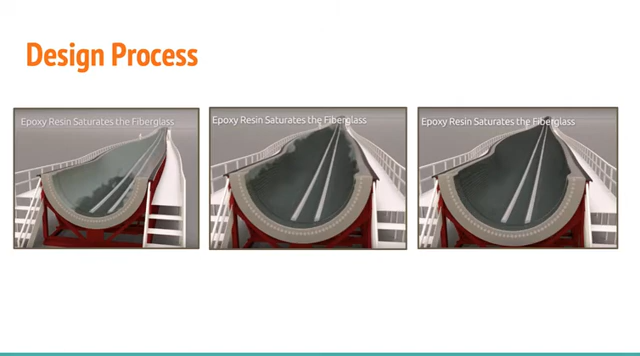 Design Process
Epoxy Resin Saturates the Fiberglass
Epoxy Resin Saturates the Fiberglass
Epoxy Resin Saturates the Fiberglass